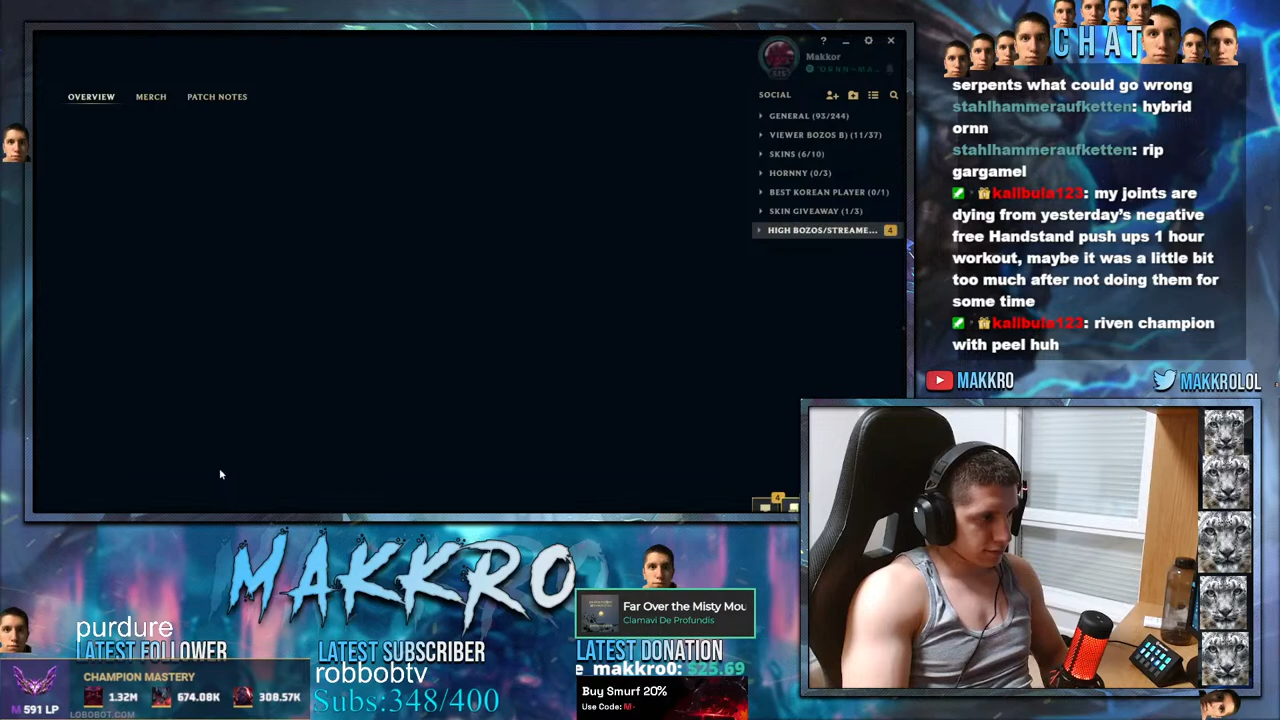 CHAT
serpents what could go wrong
stahlhammeraufketten: hybrid
ornn
stahlhammeraufketten: rip
gargamel
kalibula123: my joints are
dying from yesterday's negative
free Handstand push ups 1 hour
workout, maybe it was a little bit
too much after not doing them for
some time
kalibula123: riven champion
with peel huh
MAKKRO
MAKKROLOL
Makkor
OVERVIEW
MERCH
PATCH NOTES
SOCIAL
GENERAL (93/244)
VIEWER BOZOS B) (11/37)
SKINS (6/10)
HORNNY (0/3)
BEST KOREAN PLAYER (0/1)
SKIN GIVEAWAY (1/3)
HIGH BOZOS/STREAME... 4
4
MAKKRO
Far Over the Misty Mou
Clamavi De Profundis
purdure
LATEST FOLLOWER
LATEST SUBSCRIBER
robbobtv
Subs:348/400
LATEST DONATION
e_makkro0: $25.69
CHAMPION MASTERY
M 591 LP
1.32M
674.08K
308.57K
LOBOBOT.COM
Buy Smurf 20%
Use Code: M